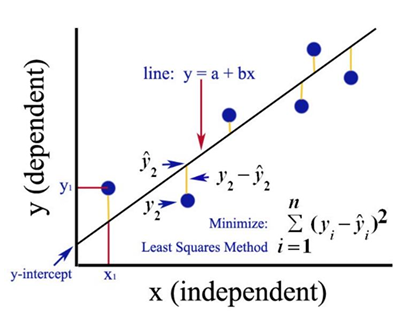 line: y = a + bx
y (dependent)
ŷ₂
y₂ – ŷ₂
y₁
y₂
n
Minimize: Σ (yᵢ – ŷᵢ)²
Least Squares Method i = 1
y-intercept
x₁
x (independent)